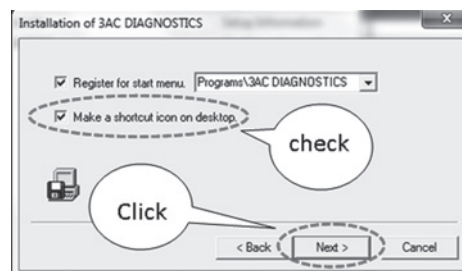 Installation of 3AC DIAGNOSTICS
Register for start menu. Programs\3AC DIAGNOSTICS
Make a shortcut icon on desktop.
check
Click
< Back Next > Cancel